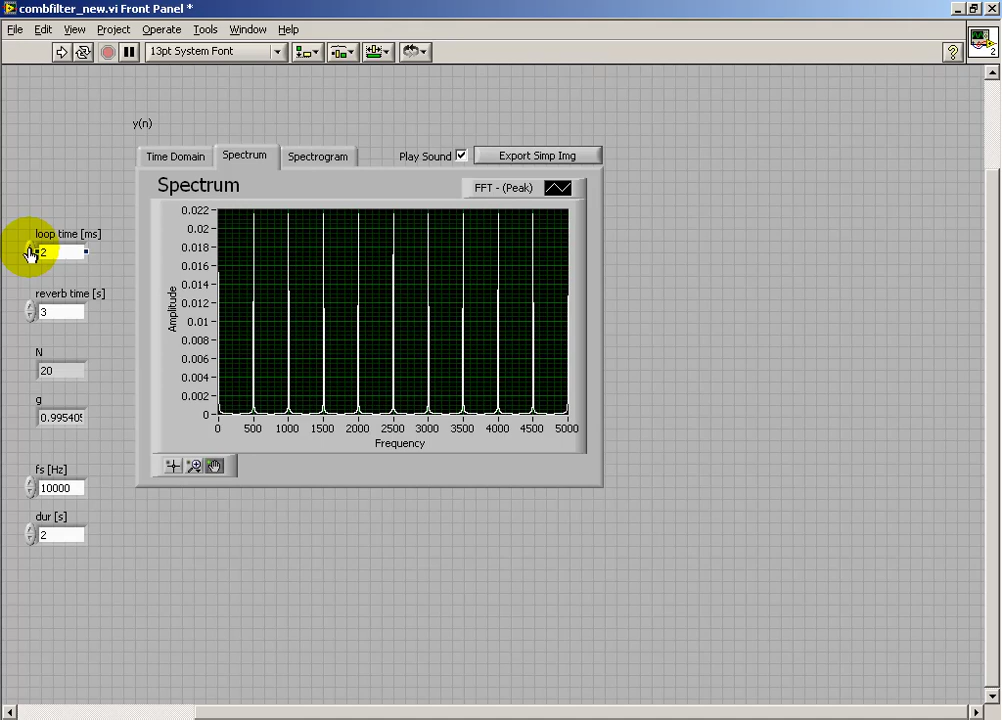 combfilter_new.vi Front Panel *
File Edit View Project Operate Tools Window Help
13pt System Font
2
y(n)
Time Domain Spectrum Spectrogram Play Sound Export Simp Img
Spectrum
FFT - (Peak)
loop time [ms]
2
reverb time [s]
3
N
20
g
0.995405
fs [Hz]
10000
dur [s]
2
Amplitude
0.022
0.02
0.018
0.016
0.014
0.012
0.01
0.008
0.006
0.004
0.002
0
0 500 1000 1500 2000 2500 3000 3500 4000 4500 5000
Frequency